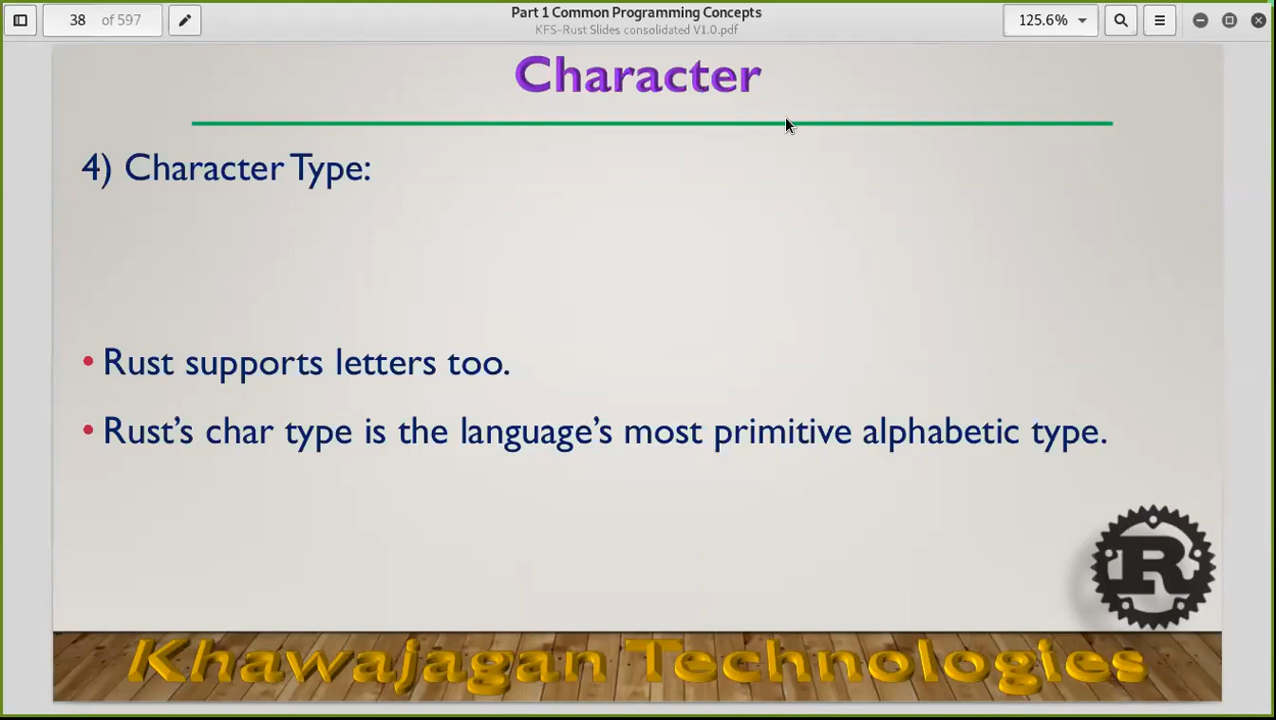 38 of 597
Part 1 Common Programming Concepts
KFS-Rust Slides consolidated V1.0.pdf
125.6%
Character
4) Character Type:
• Rust supports letters too.
• Rust’s char type is the language’s most primitive alphabetic type.
R
Khawajagan Technologies